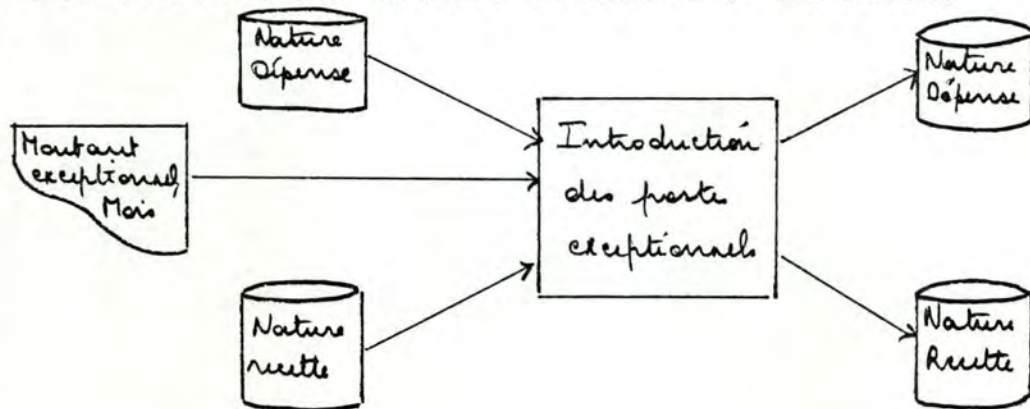 Nature
Dépense
Montant
exceptionnel,
Mois
Nature
recette
Introduction
des postes
exceptionnels
Nature
Dépense
Nature
Recette